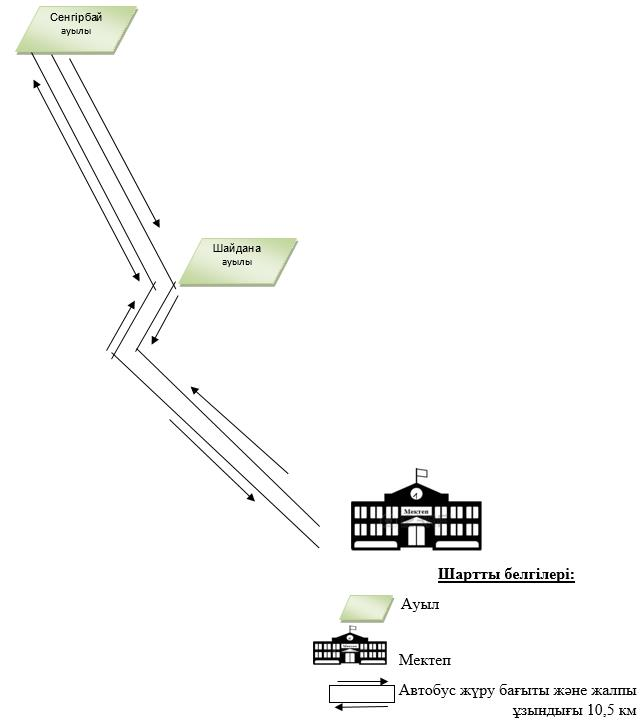 Сенгірбай
ауылы
Шайдана
ауылы
Мектеп
Шартты белгілері:
Ауыл
Мектеп
Автобус жүру бағыты және жалпы
ұзындығы 10,5 км